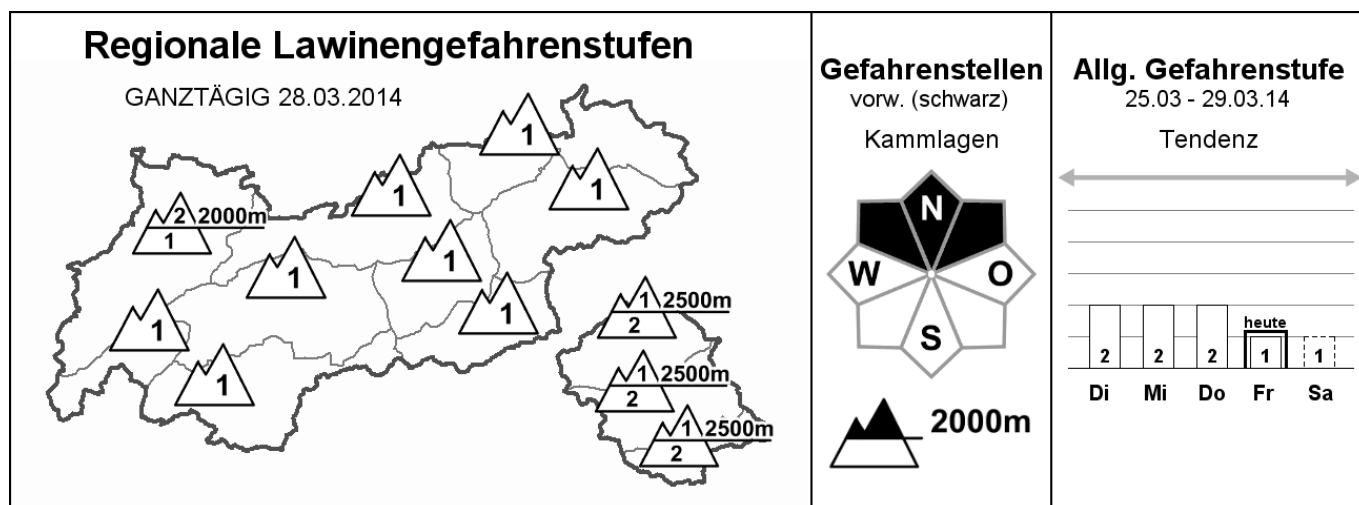 Regionale Lawinengefahrenstufen
GANZTÄGIG 28.03.2014
1
1
1
2 2000m
1
1
1
1
1
1
1 2500m
2
1 2500m
2
1 2500m
2
Gefahrenstellen
vorw. (schwarz)
Kammlagen
N
W O
S
2000m
Allg. Gefahrenstufe
25.03 - 29.03.14
Tendenz
heute
2 2 2 1 1
Di Mi Do Fr Sa